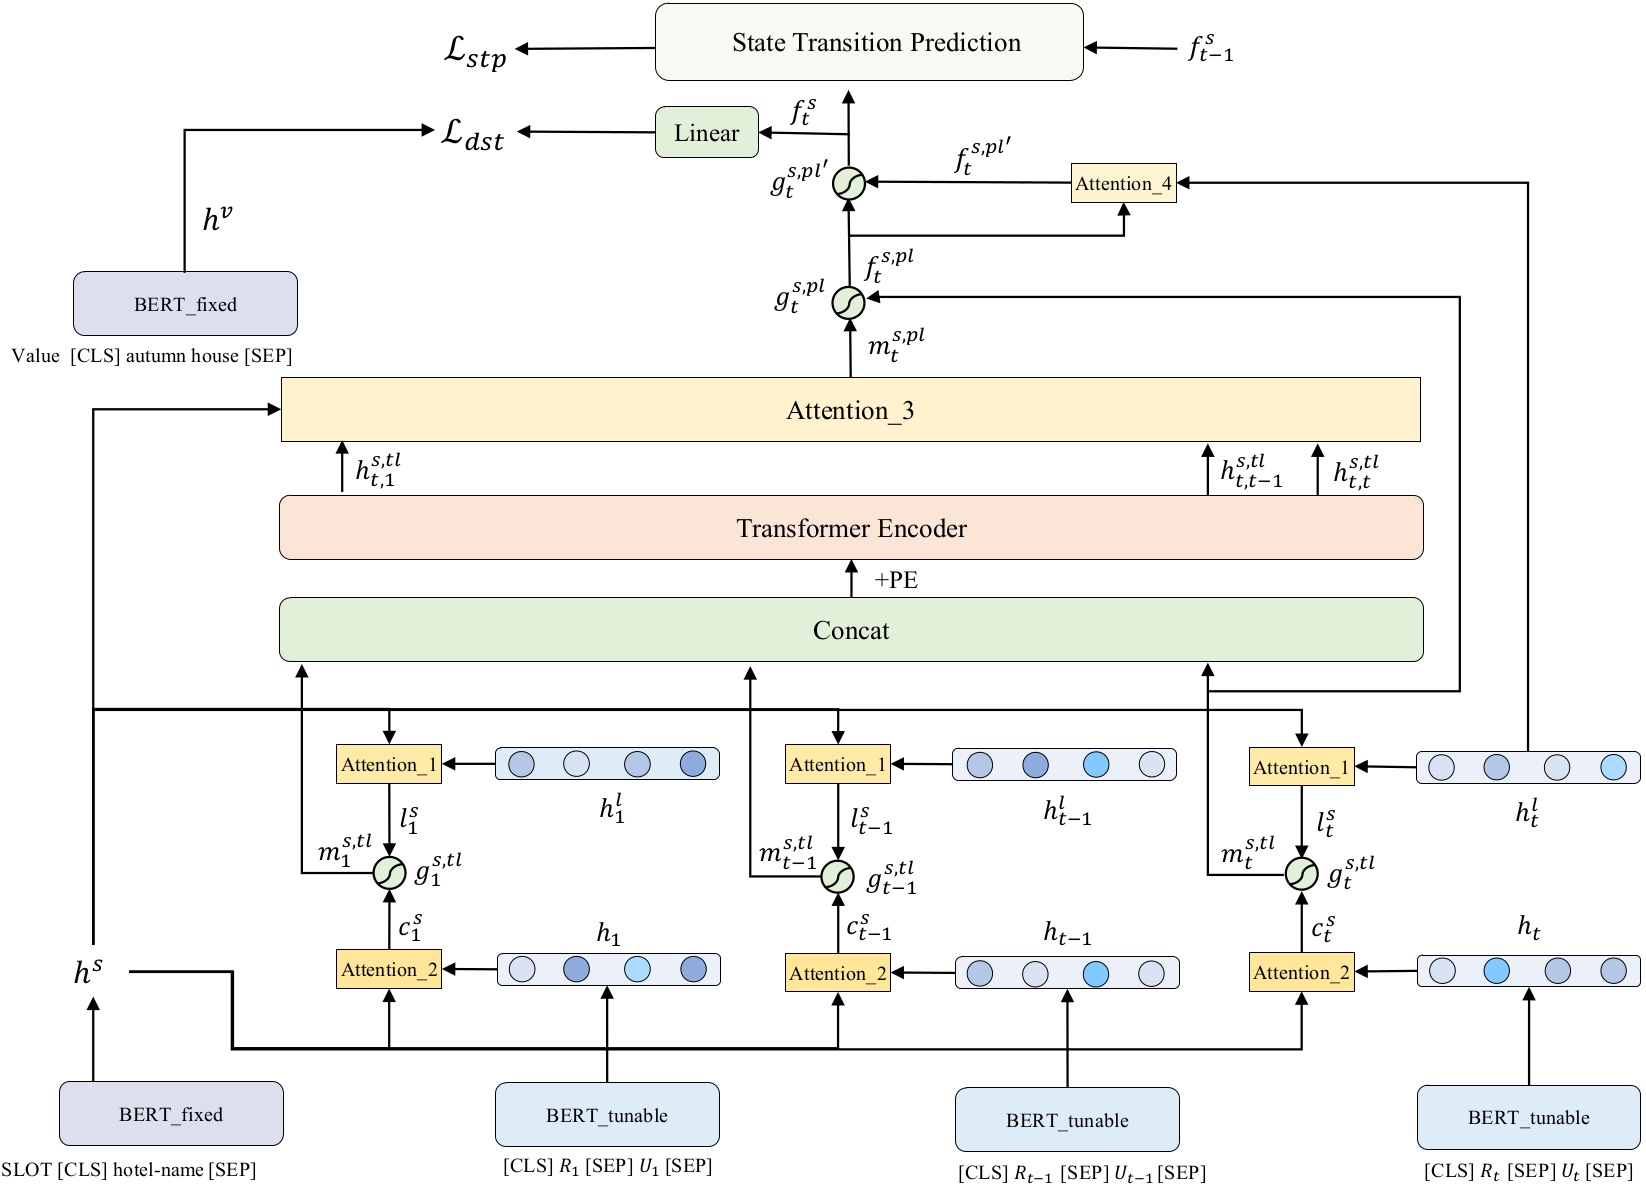 State Transition Prediction
ℒ_{stp}
f_{t−1}^{s}
f_t^{s}
Linear
ℒ_{dst}
f_t^{s,pl′}
g_t^{s,pl′}
Attention_4
h^v
f_t^{s,pl}
g_t^{s,pl}
BERT_fixed
m_t^{s,pl}
Value [CLS] autumn house [SEP]
Attention_3
h_{t,1}^{s,tl}
h_{t,t−1}^{s,tl}
h_{t,t}^{s,tl}
Transformer Encoder
+PE
Concat
Attention_1
Attention_1
Attention_1
h_1^l
h_{t−1}^l
h_t^l
l_1^s
l_{t−1}^s
l_t^s
m_1^{s,tl}
m_{t−1}^{s,tl}
m_t^{s,tl}
g_1^{s,tl}
g_{t−1}^{s,tl}
g_t^{s,tl}
c_1^s
c_{t−1}^s
c_t^s
h_1
h_{t−1}
h_t
h^s
Attention_2
Attention_2
Attention_2
BERT_fixed
BERT_tunable
BERT_tunable
BERT_tunable
SLOT [CLS] hotel-name [SEP]
[CLS] R_1 [SEP] U_1 [SEP]
[CLS] R_{t−1} [SEP] U_{t−1} [SEP]
[CLS] R_t [SEP] U_t [SEP]